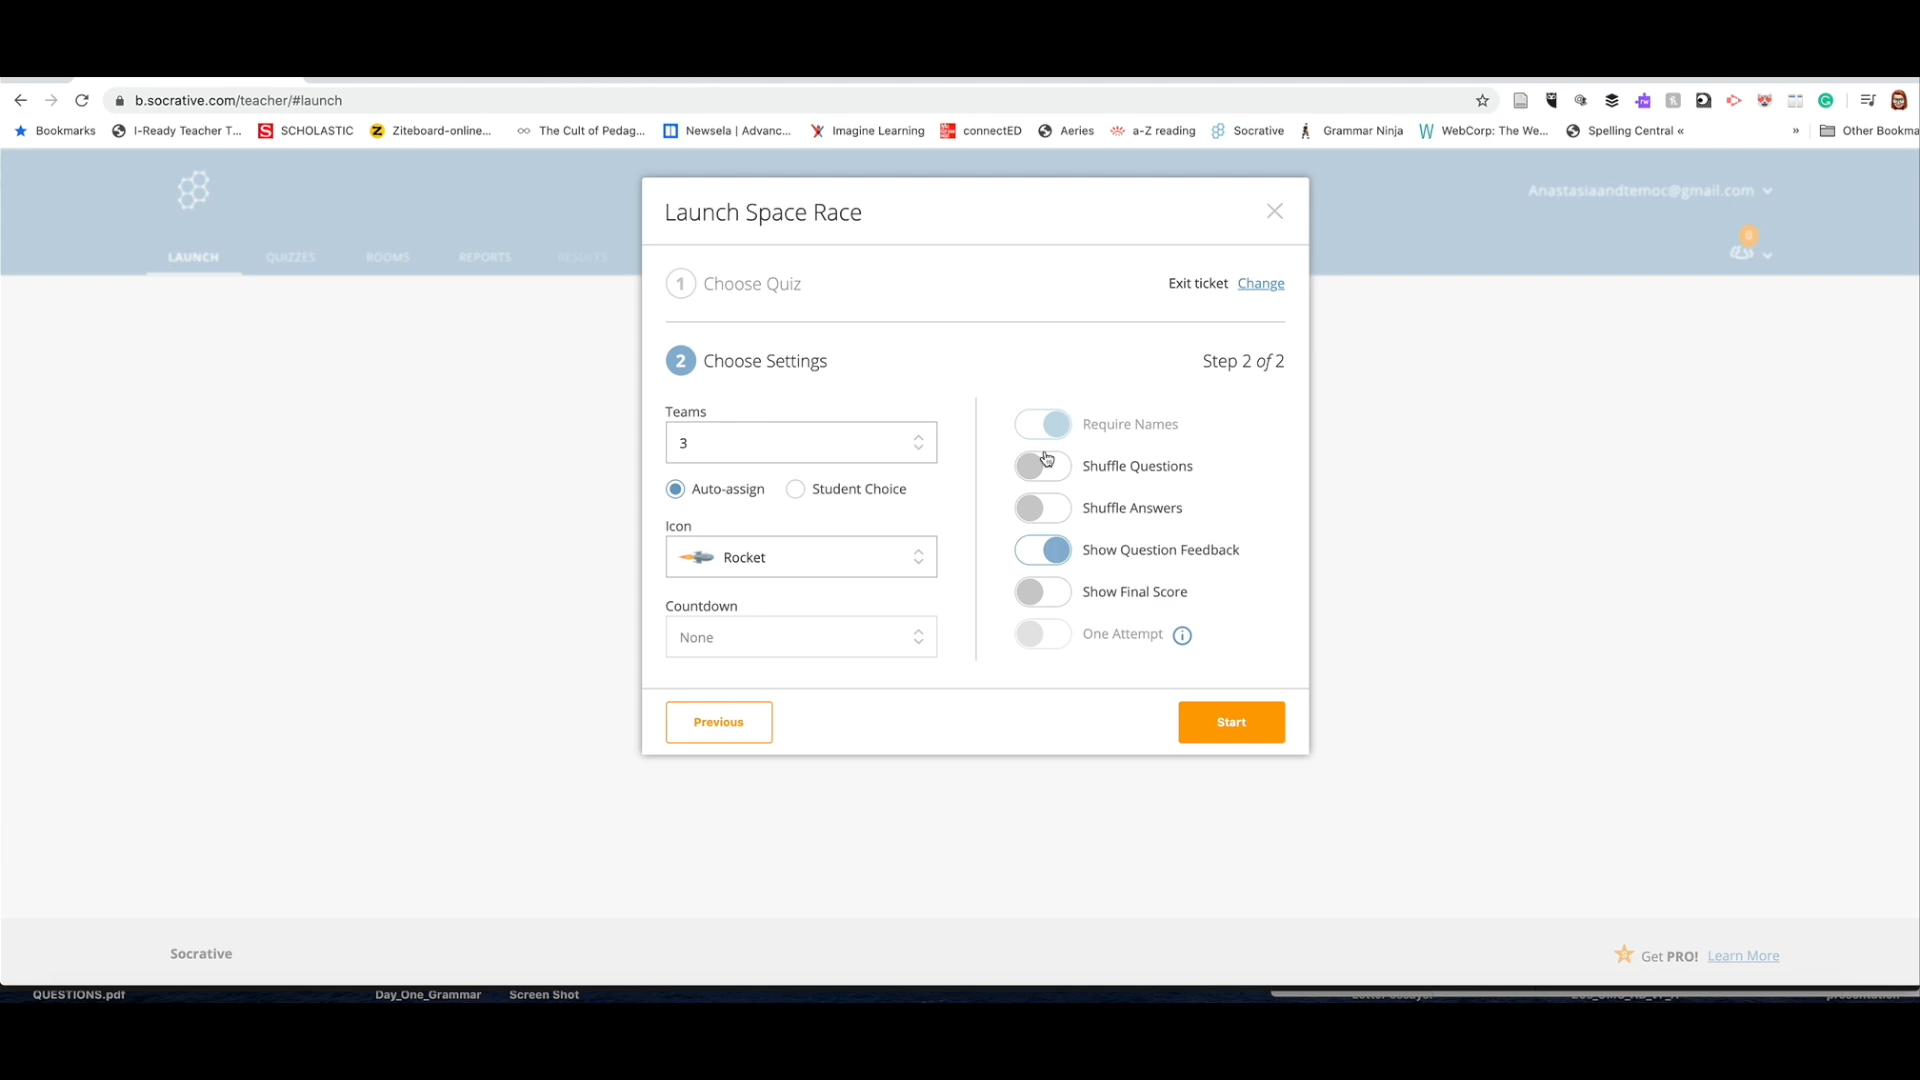 b.socrative.com/teacher/#launch
Bookmarks I-Ready Teacher T... SCHOLASTIC Ziteboard-online... The Cult of Pedag... Newsela | Advanc... Imagine Learning connectED Aeries a-Z reading Socrative Grammar Ninja WebCorp: The We... Spelling Central « » Other Bookma
Anastasiaandtemoc@gmail.com
Launch Space Race
0
LAUNCH QUIZZES ROOMS REPORTS RESULTS
1 Choose Quiz Exit ticket Change
2 Choose Settings Step 2 of 2
Teams
3
Auto-assign Student Choice
Icon
Rocket
Countdown
None
Require Names
Shuffle Questions
Shuffle Answers
Show Question Feedback
Show Final Score
One Attempt i
Previous Start
Socrative Get PRO! Learn More
QUESTIONS.pdf Day_One_Grammar Screen Shot